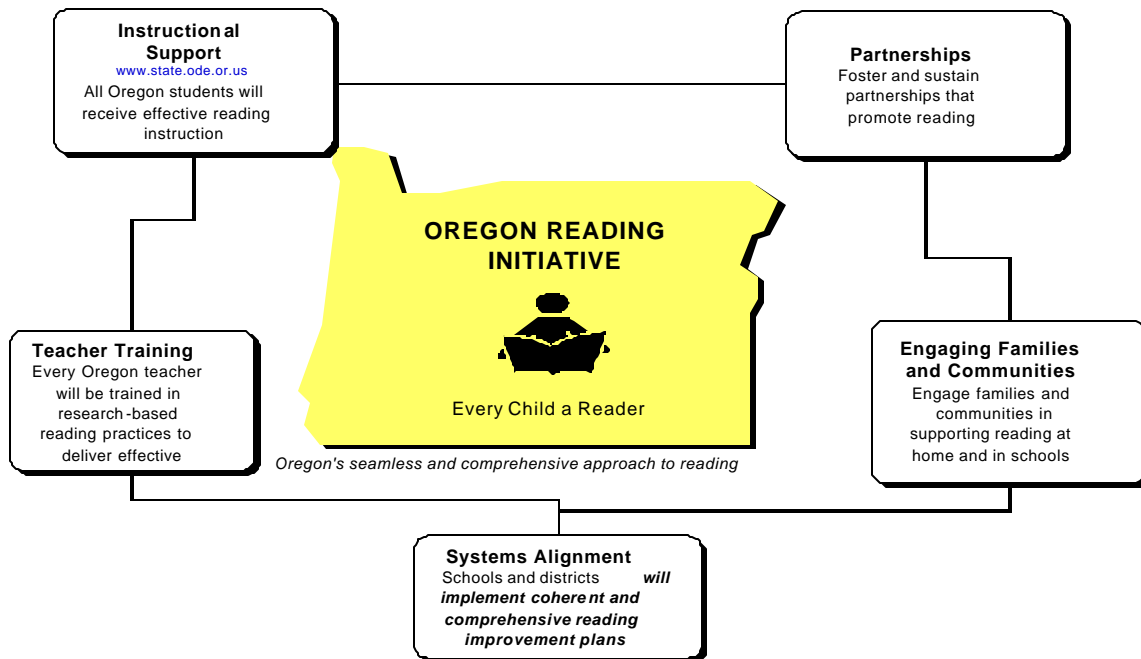 Instructional
Support
www.state.ode.or.us
All Oregon students will
receive effective reading
instruction
Partnerships
Foster and sustain
partnerships that
promote reading
OREGON READING
INITIATIVE
Every Child a Reader
Oregon's seamless and comprehensive approach to reading
Teacher Training
Every Oregon teacher
will be trained in
research-based
reading practices to
deliver effective
Engaging Families
and Communities
Engage families and
communities in
supporting reading at
home and in schools
Systems Alignment
Schools and districts will
implement coherent and
comprehensive reading
improvement plans